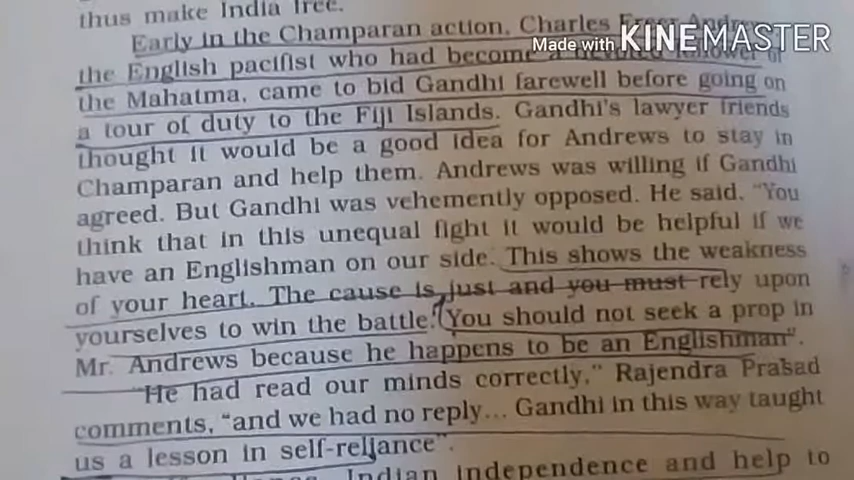 thus make India free.
Early in the Champaran action, Charles Freer Andrews,
the English pacifist who had become a devoted follower of
Made with KINEMASTER
the Mahatma, came to bid Gandhi farewell before going on
a tour of duty to the Fiji Islands. Gandhi's lawyer friends
thought it would be a good idea for Andrews to stay in
Champaran and help them. Andrews was willing if Gandhi
agreed. But Gandhi was vehemently opposed. He said, "You
think that in this unequal fight it would be helpful if we
have an Englishman on our side. This shows the weakness
of your heart. The cause is just and you must rely upon
yourselves to win the battle. You should not seek a prop in
Mr. Andrews because he happens to be an Englishman".
"He had read our minds correctly," Rajendra Prasad
comments, "and we had no reply... Gandhi in this way taught
us a lesson in self-reliance".
Indian independence and help to